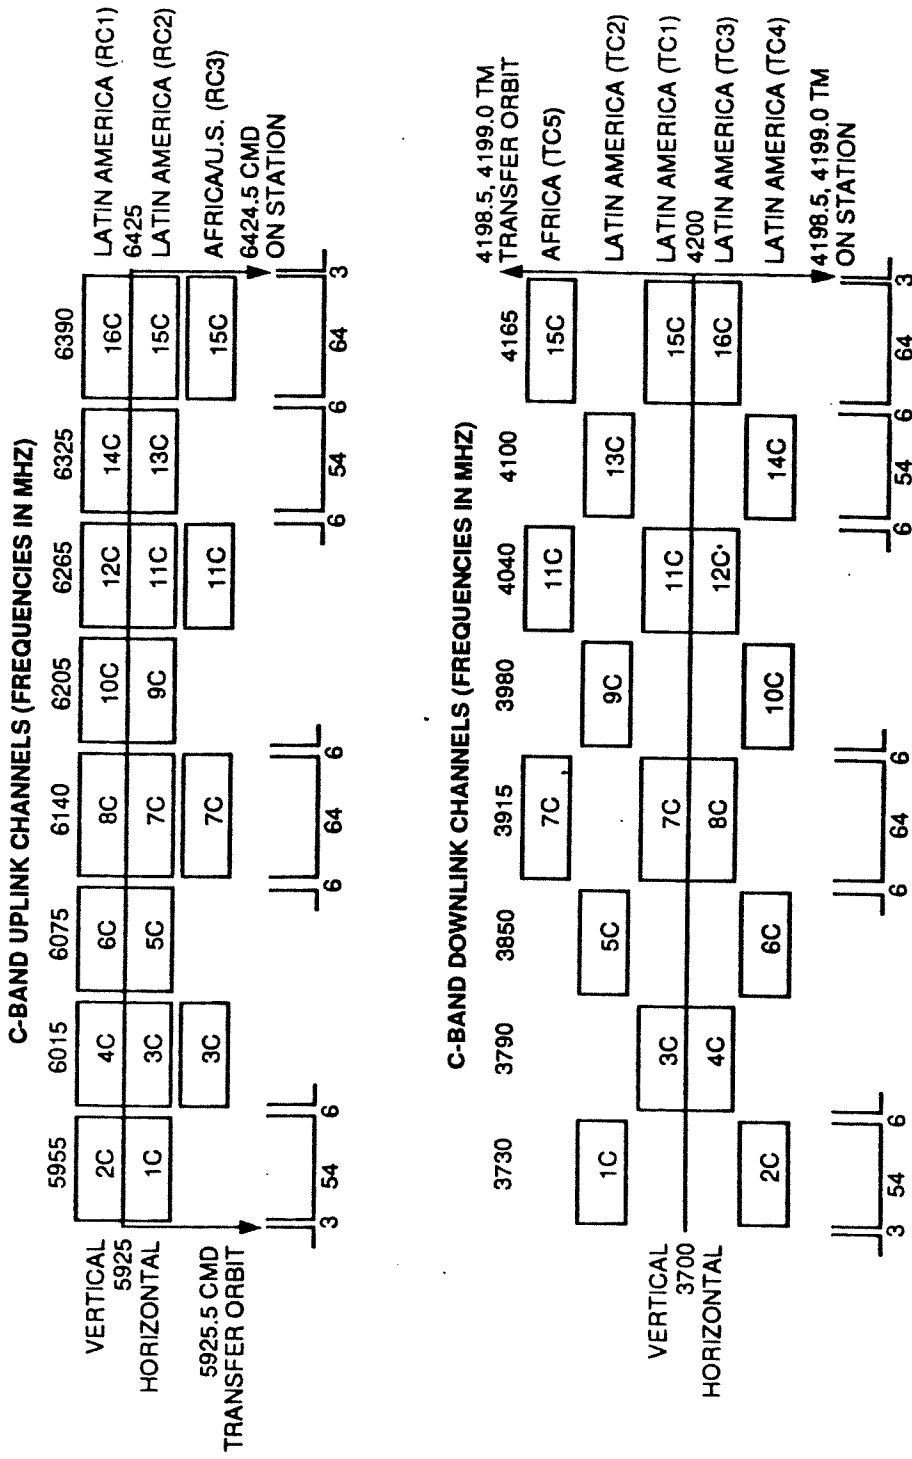 C-BAND UPLINK CHANNELS (FREQUENCIES IN MHZ)
5955 6015 6075 6140 6205 6265 6325 6390
VERTICAL
5925
HORIZONTAL
2C 4C 6C 8C 10C 12C 14C 16C
LATIN AMERICA (RC1)
6425
1C 3C 5C 7C 9C 11C 13C 15C
LATIN AMERICA (RC2)
3C 7C 11C 15C
AFRICA/U.S. (RC3)
5925.5 CMD
TRANSFER ORBIT
6424.5 CMD
ON STATION
3 54 6 6 64 6 6 54 6 64 3
C-BAND DOWNLINK CHANNELS (FREQUENCIES IN MHZ)
3730 3790 3850 3915 3980 4040 4100 4165
4198.5, 4199.0 TM
TRANSFER ORBIT
7C 11C 15C
AFRICA (TC5)
1C 5C 9C 13C
LATIN AMERICA (TC2)
VERTICAL
3700
HORIZONTAL
3C 7C 11C 15C
LATIN AMERICA (TC1)
4200
4C 8C 12C 16C
LATIN AMERICA (TC3)
2C 6C 10C 14C
LATIN AMERICA (TC4)
4198.5, 4199.0 TM
ON STATION
3 54 6 6 64 6 6 54 6 64 3